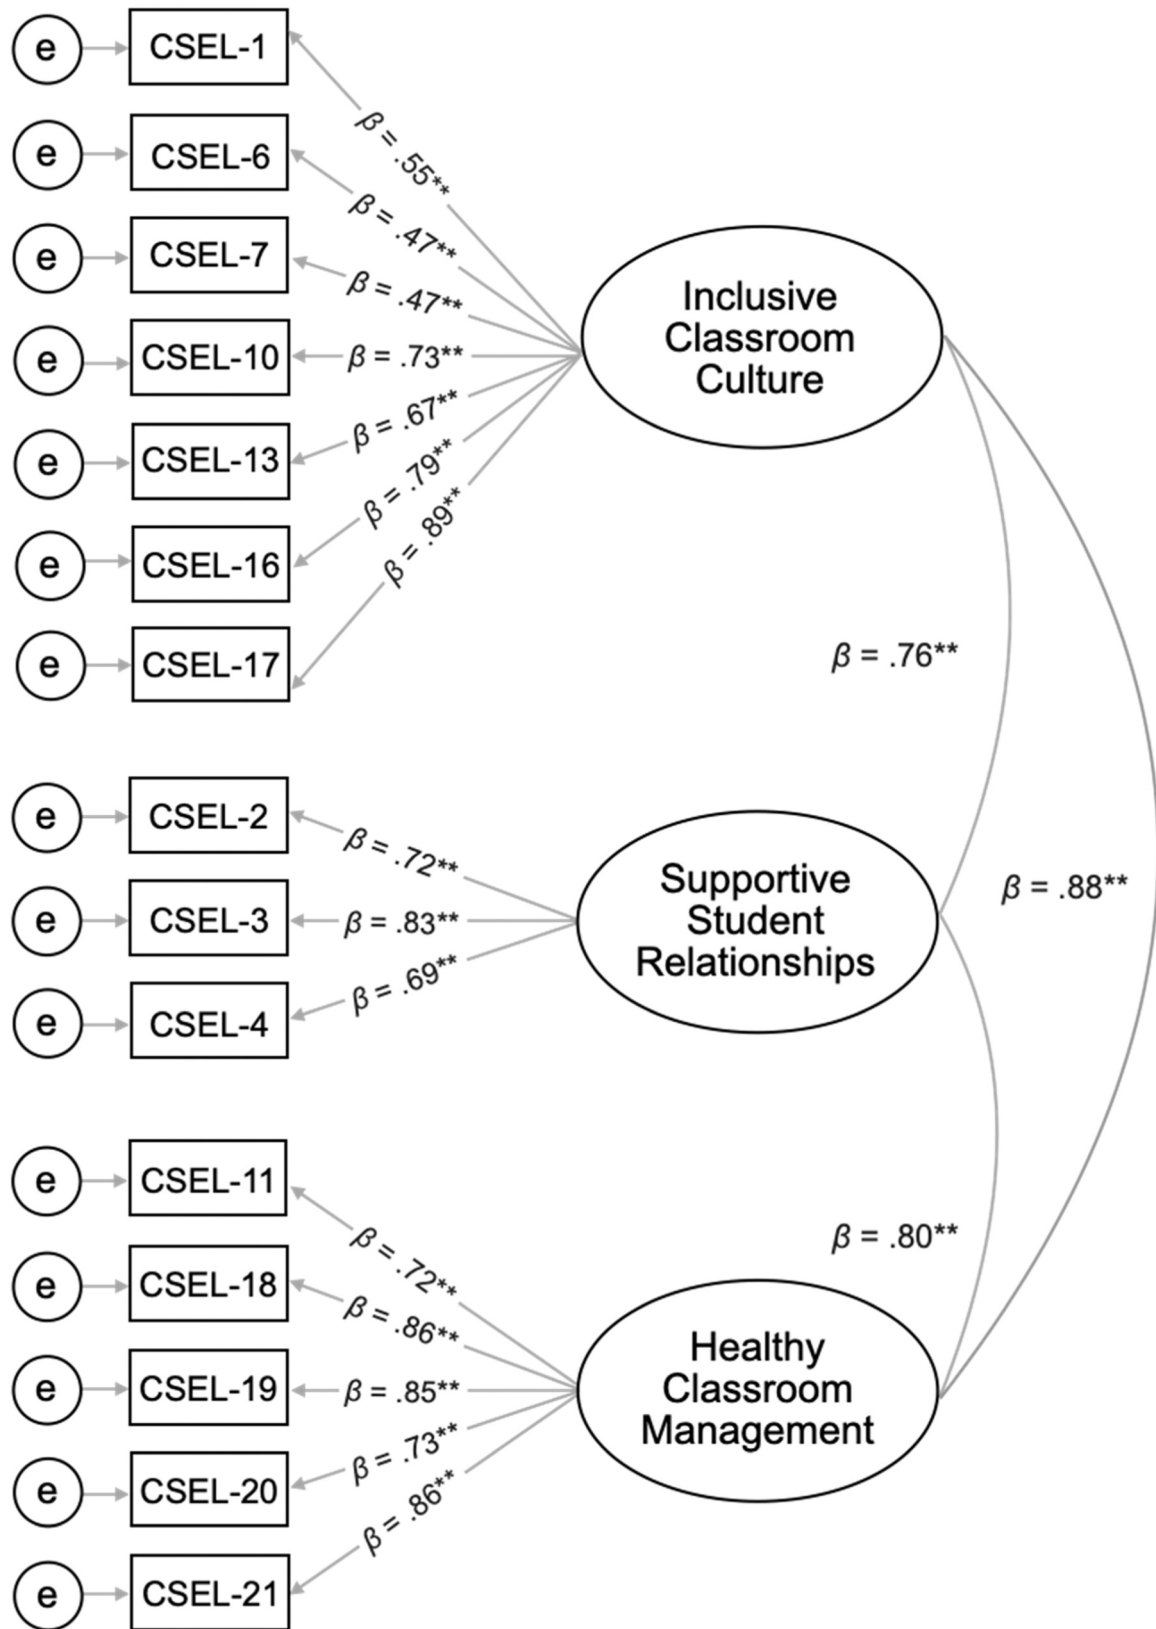 e
CSEL-1
β = .55**
e
CSEL-6
β = .47**
e
CSEL-7
β = .47**
e
CSEL-10
β = .73**
e
CSEL-13
β = .67**
e
CSEL-16
β = .79**
e
CSEL-17
β = .89**
Inclusive
Classroom
Culture
β = .76**
e
CSEL-2
β = .72**
e
CSEL-3
β = .83**
e
CSEL-4
β = .69**
Supportive
Student
Relationships
β = .88**
e
CSEL-11
β = .72**
e
CSEL-18
β = .86**
e
CSEL-19
β = .85**
e
CSEL-20
β = .73**
e
CSEL-21
β = .86**
β = .80**
Healthy
Classroom
Management